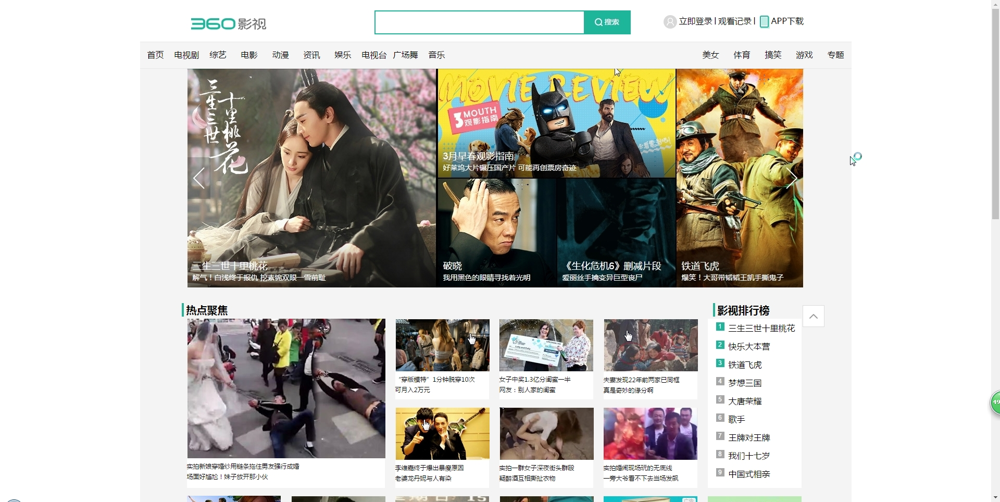 360影视
搜索
立即登录 | 观看记录 | APP下载
首页 电视剧 综艺 电影 动漫 资讯 娱乐 电视台 广场舞 音乐 美女 体育 搞笑 游戏 专题
三生三世
十里桃花
三生三世十里桃花
解气！白浅终于报仇 挖素锦双眼一雪前耻
MOVIE REVIEW
3 MOUTH
观影指南
3月早春观影指南
好莱坞大片碾压国产片 可能再创票房奇迹
破晓
我用黑色的眼睛寻找着光明
《生化危机6》删减片段
爱丽丝手擒变异巨型丧尸
铁道飞虎
爆笑！大哥带韬韬王凯手撕鬼子
热点聚焦
实拍新娘穿婚纱用链条拖住男友强行成婚
场面好尴尬！妹子放开那小伙
“穿版模特”1分钟脱穿10次
可月入2万元
女子中奖1.3亿分闺蜜一半
网友：别人家的闺蜜
夫妻发现22年前两家已同框
真是奇妙的缘分啊
李维嘉终于爆出暴瘦原因
老婆龙丹妮与人有染
实拍一群女子深夜街头群殴
疑醉酒互相撕扯衣物
实拍婚闹现场玩的无底线
一旁大爷看不下去当场发飙
影视排行榜
1 三生三世十里桃花
2 快乐大本营
3 铁道飞虎
4 梦想三国
5 大唐荣耀
6 歌手
7 王牌对王牌
8 我们十七岁
9 中国式相亲
49
广告